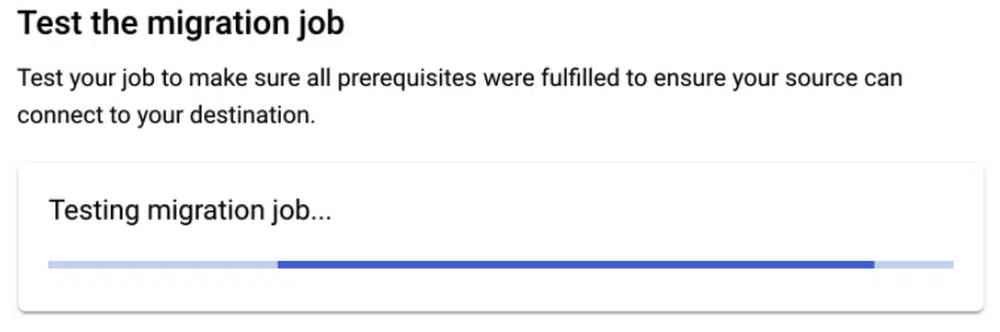 Test the migration job
Test your job to make sure all prerequisites were fulfilled to ensure your source can
connect to your destination.
Testing migration job...